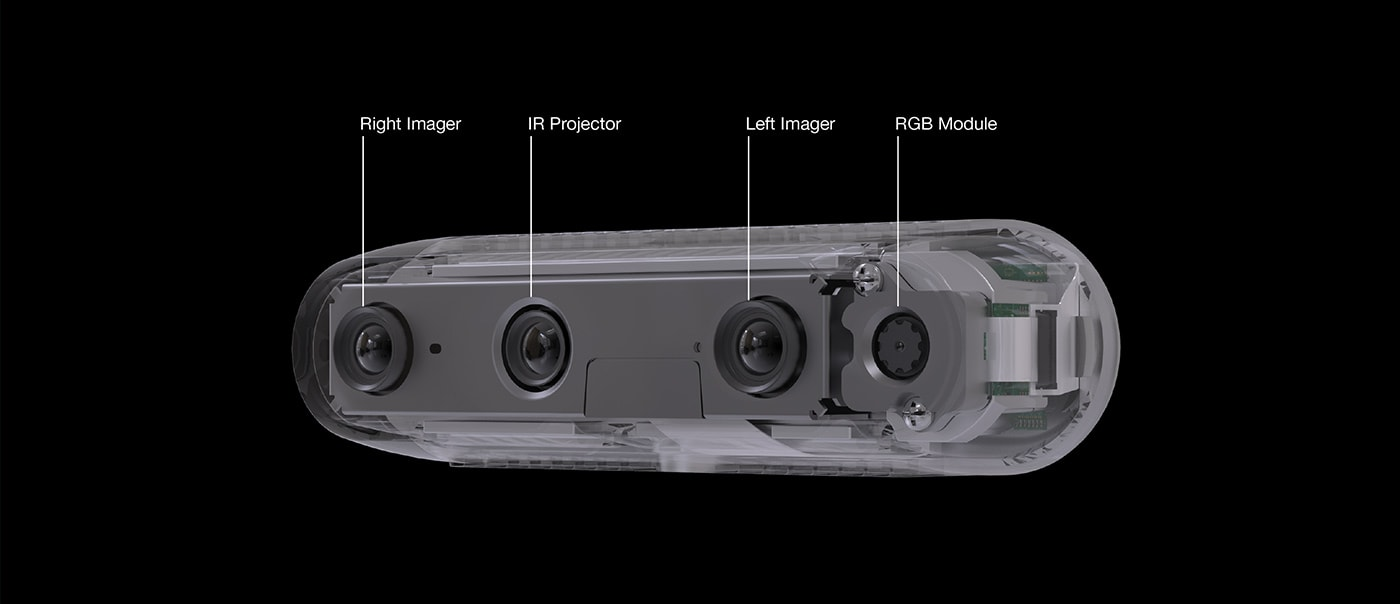 Right Imager
IR Projector
Left Imager
RGB Module